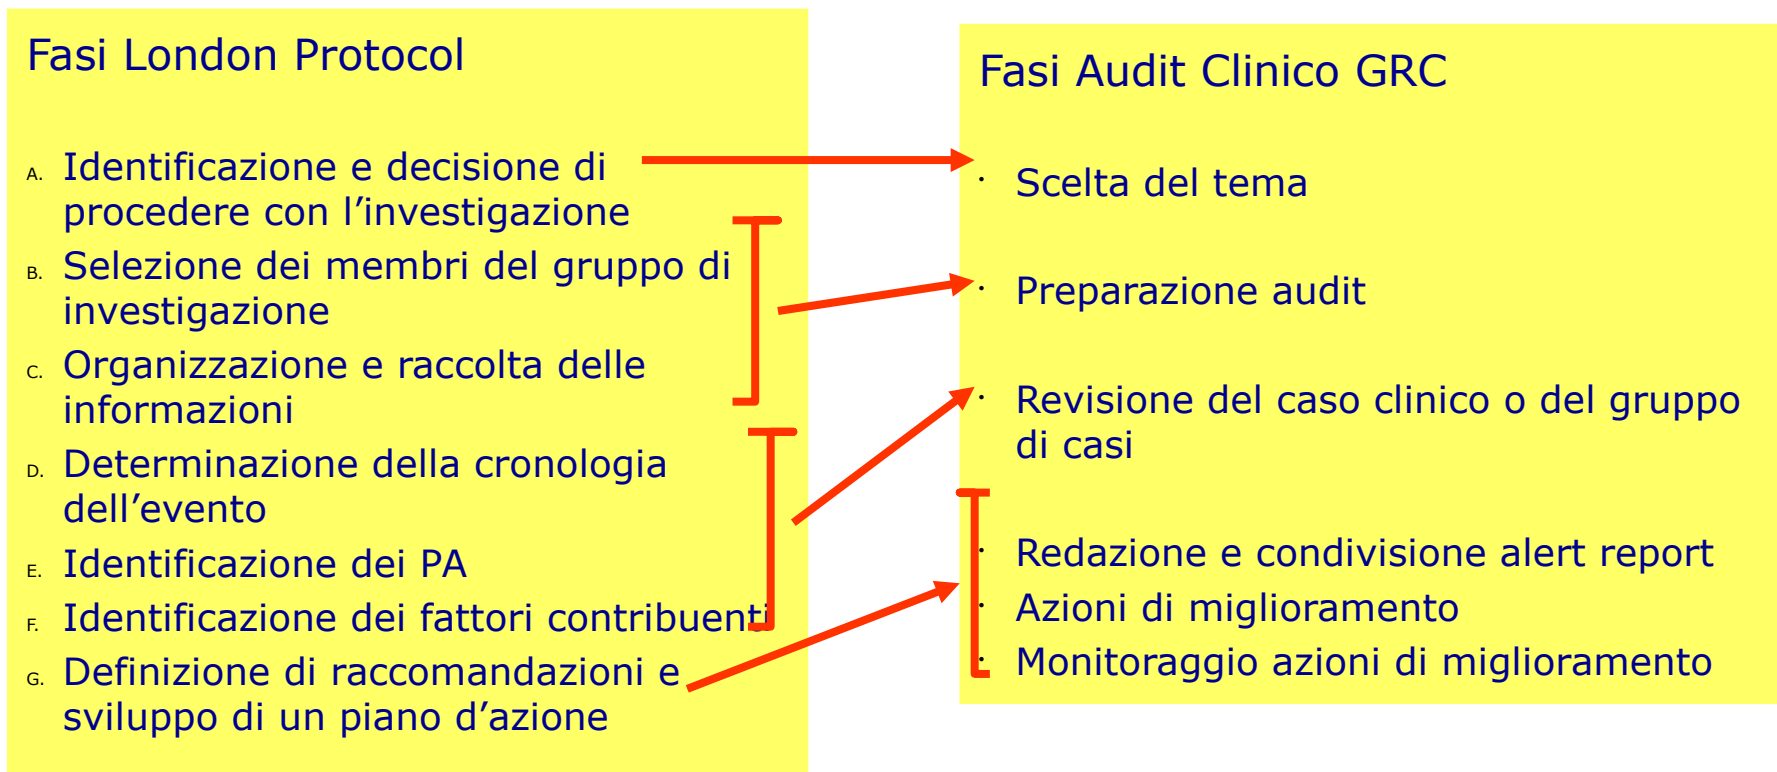 Fasi London Protocol
A. Identificazione e decisione di
procedere con l’investigazione
B. Selezione dei membri del gruppo di
investigazione
C. Organizzazione e raccolta delle
informazioni
D. Determinazione della cronologia
dell’evento
E. Identificazione dei PA
F. Identificazione dei fattori contribuenti
G. Definizione di raccomandazioni e
sviluppo di un piano d’azione
Fasi Audit Clinico GRC
· Scelta del tema
· Preparazione audit
· Revisione del caso clinico o del gruppo
di casi
· Redazione e condivisione alert report
· Azioni di miglioramento
· Monitoraggio azioni di miglioramento